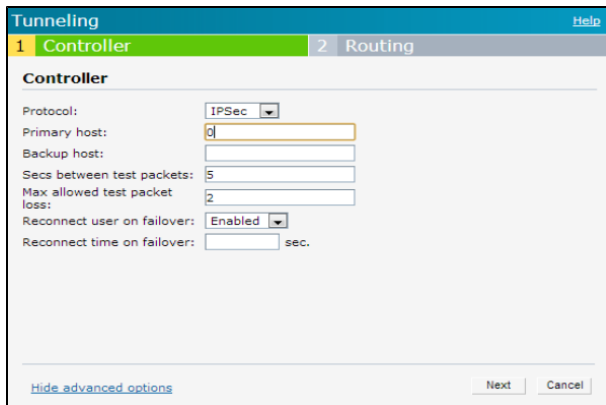 Tunneling Help
1 Controller 2 Routing
Controller
Protocol: IPSec
Primary host: 0
Backup host:
Secs between test packets: 5
Max allowed test packet
loss: 2
Reconnect user on failover: Enabled
Reconnect time on failover: sec.
Hide advanced options Next Cancel